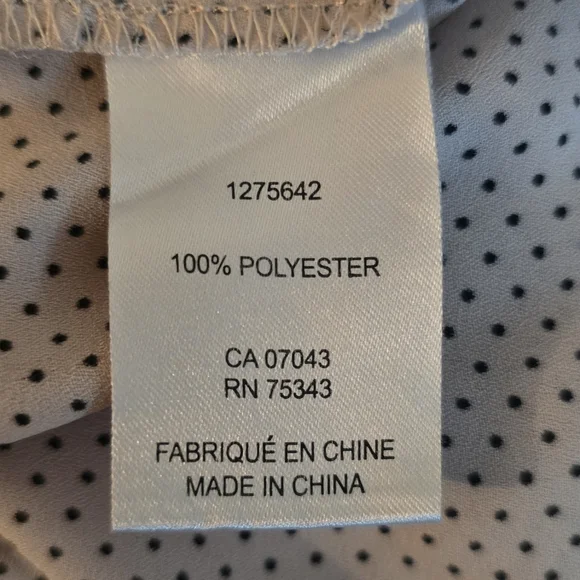 1275642
100% POLYESTER
CA 07043
RN 75343
FABRIQUÉ EN CHINE
MADE IN CHINA